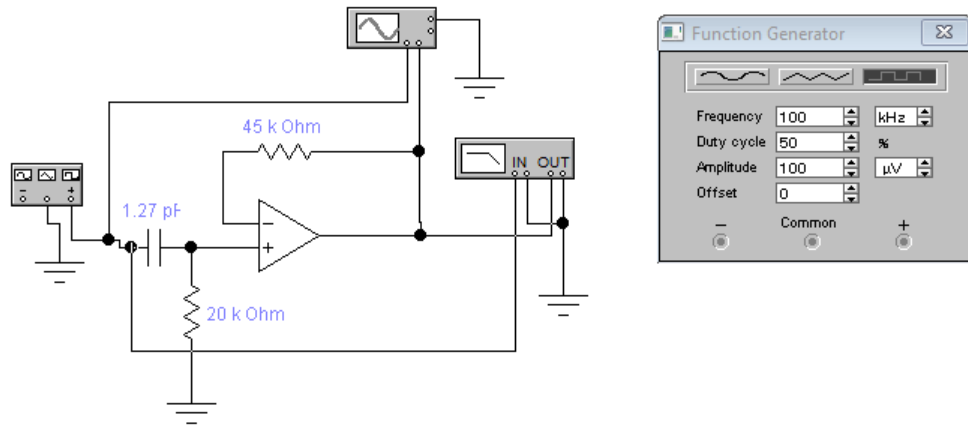 45 k Ohm
IN OUT
1.27 pF
20 k Ohm
Function Generator
Frequency 100 kHz
Duty cycle 50 %
Amplitude 100 µV
Offset 0
− Common +